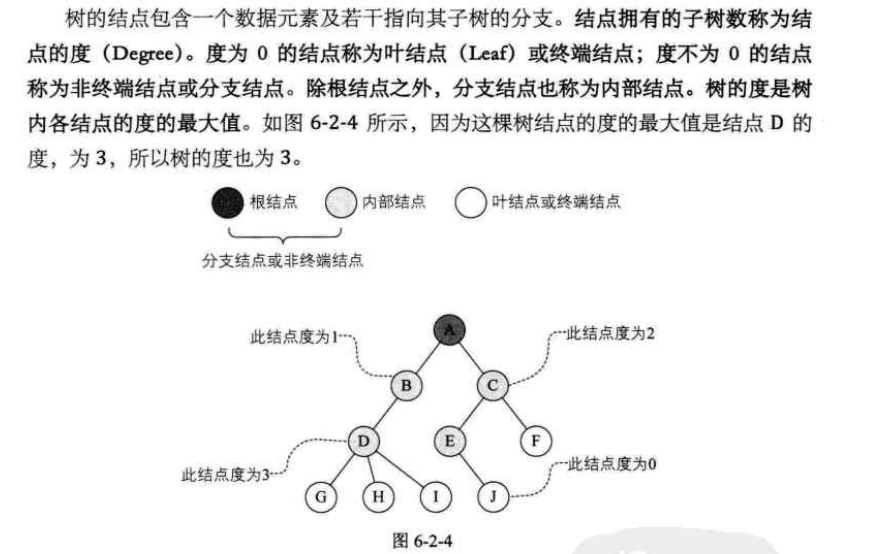 树的结点包含一个数据元素及若干指向其子树的分支。结点拥有的子树数称为结
点的度（Degree）。度为 0 的结点称为叶结点（Leaf）或终端结点；度不为 0 的结点
称为非终端结点或分支结点。除根结点之外，分支结点也称为内部结点。树的度是树
内各结点的度的最大值。如图 6-2-4 所示，因为这棵树结点的度的最大值是结点 D 的
度，为 3，所以树的度也为 3。
根结点 内部结点 叶结点或终端结点
分支结点或非终端结点
A
此结点度为1 此结点度为2
B C
D E F
此结点度为3 此结点度为0
G H I J
图 6-2-4